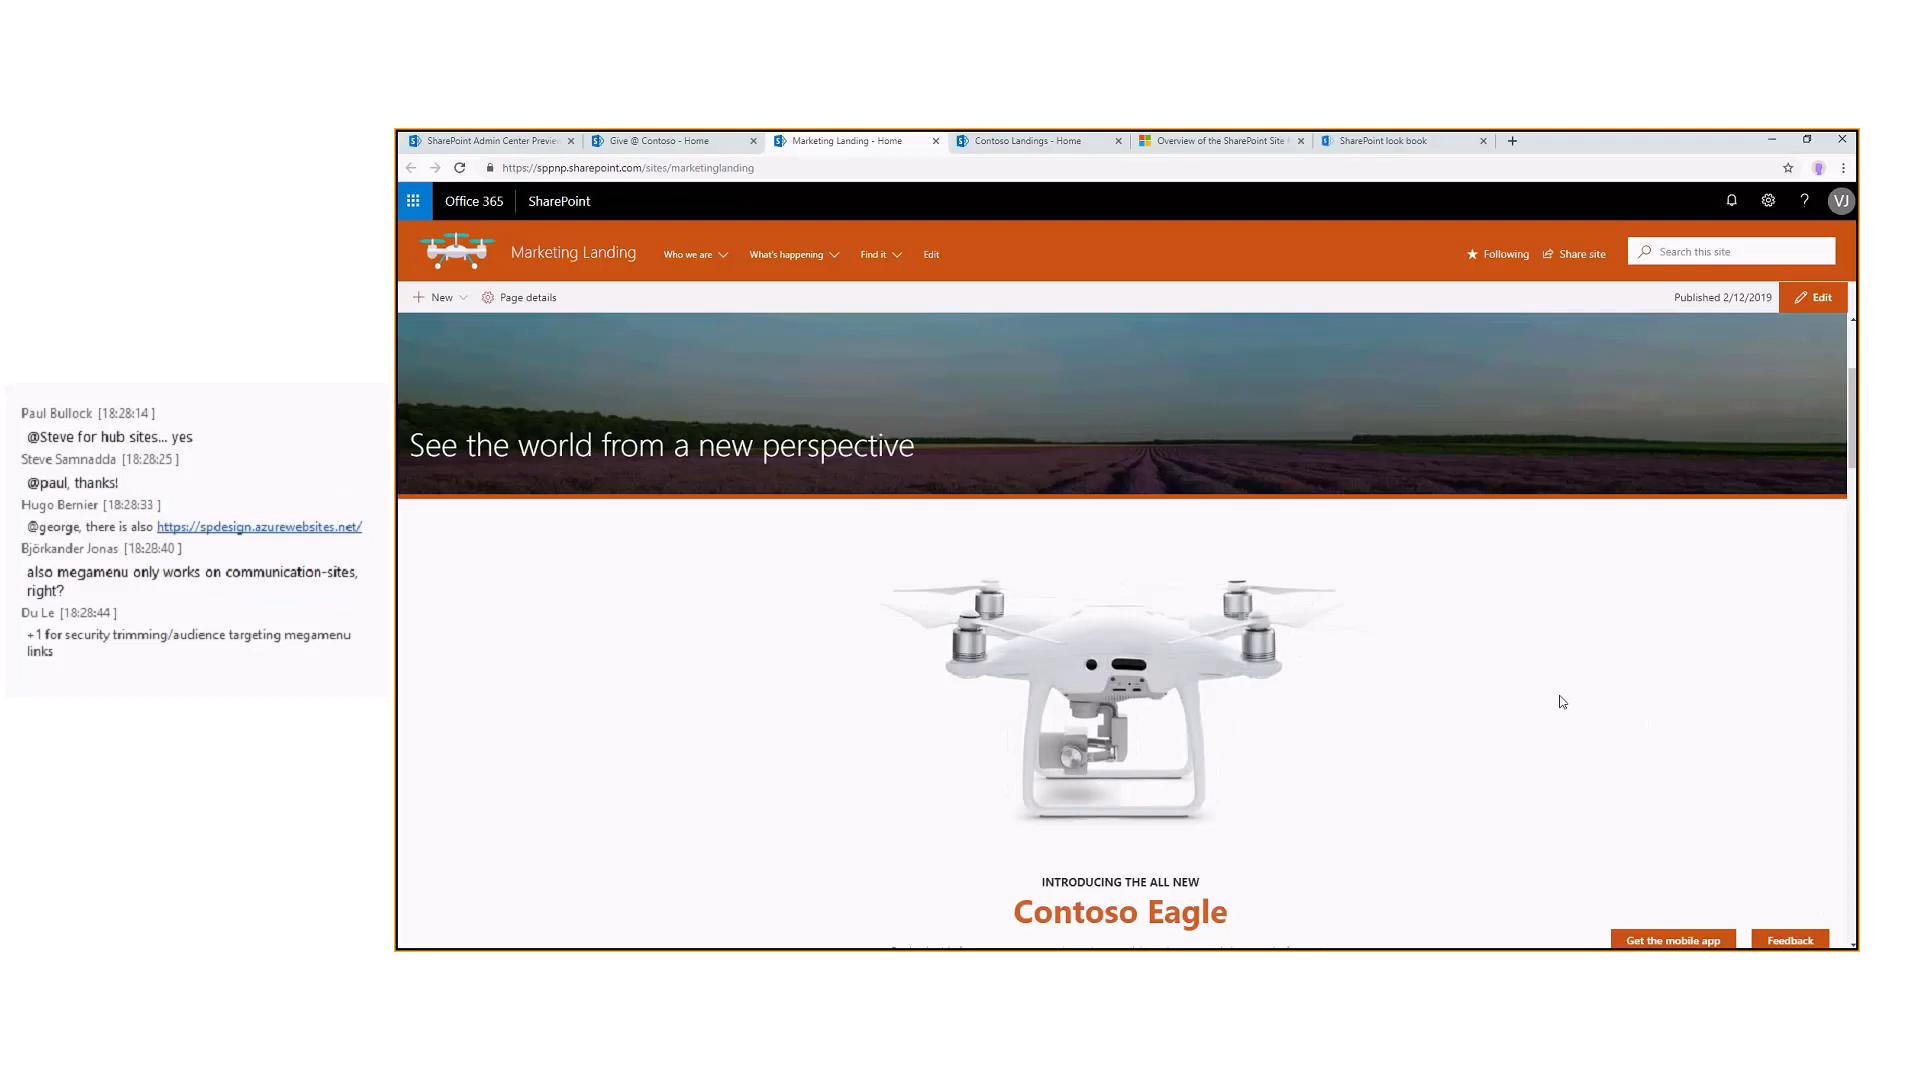 Paul Bullock [18:28:14 ]
@Steve for hub sites... yes
Steve Samnadda [18:28:25 ]
@paul, thanks!
Hugo Bernier [18:28:33 ]
@george, there is also https://spdesign.azurewebsites.net/
Björkander Jonas [18:28:40 ]
also megamenu only works on communication-sites,
right?
Du Le [18:28:44 ]
+1 for security trimming/audience targeting megamenu
links
SharePoint Admin Center Preview
Give @ Contoso - Home
Marketing Landing - Home
Contoso Landings - Home
Overview of the SharePoint Site
SharePoint look book
https://sppnp.sharepoint.com/sites/marketinglanding
Office 365
SharePoint
VJ
Marketing Landing
Who we are
What's happening
Find it
Edit
Following
Share site
Search this site
New
Page details
Published 2/12/2019
Edit
See the world from a new perspective
INTRODUCING THE ALL NEW
Contoso Eagle
Get the mobile app
Feedback